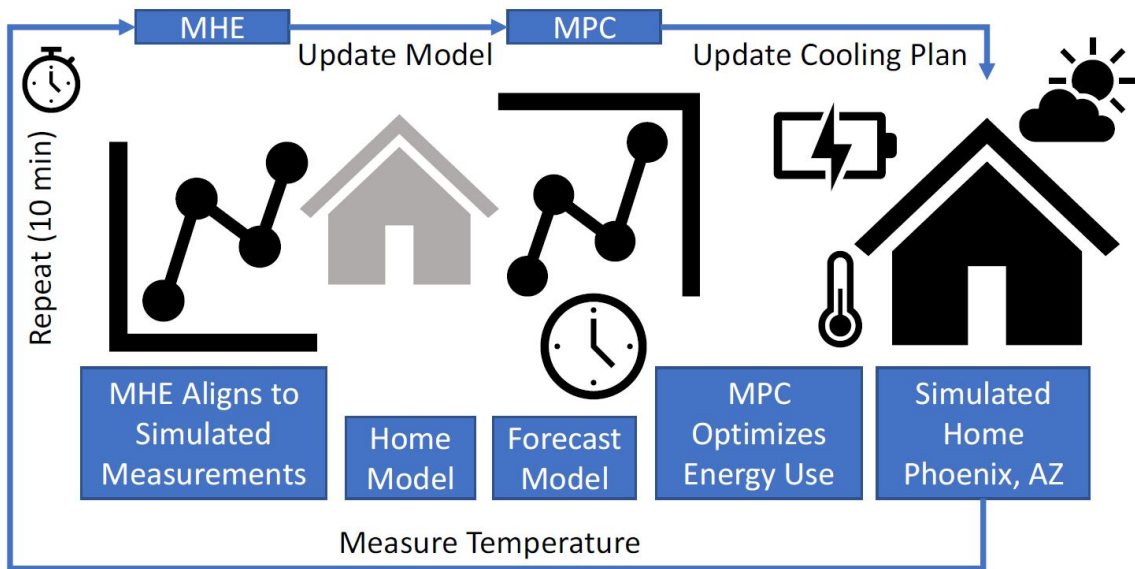 MHE
MPC
Update Model
Update Cooling Plan
Repeat (10 min)
MHE Aligns to
Simulated
Measurements
Home
Model
Forecast
Model
MPC
Optimizes
Energy Use
Simulated
Home
Phoenix, AZ
Measure Temperature